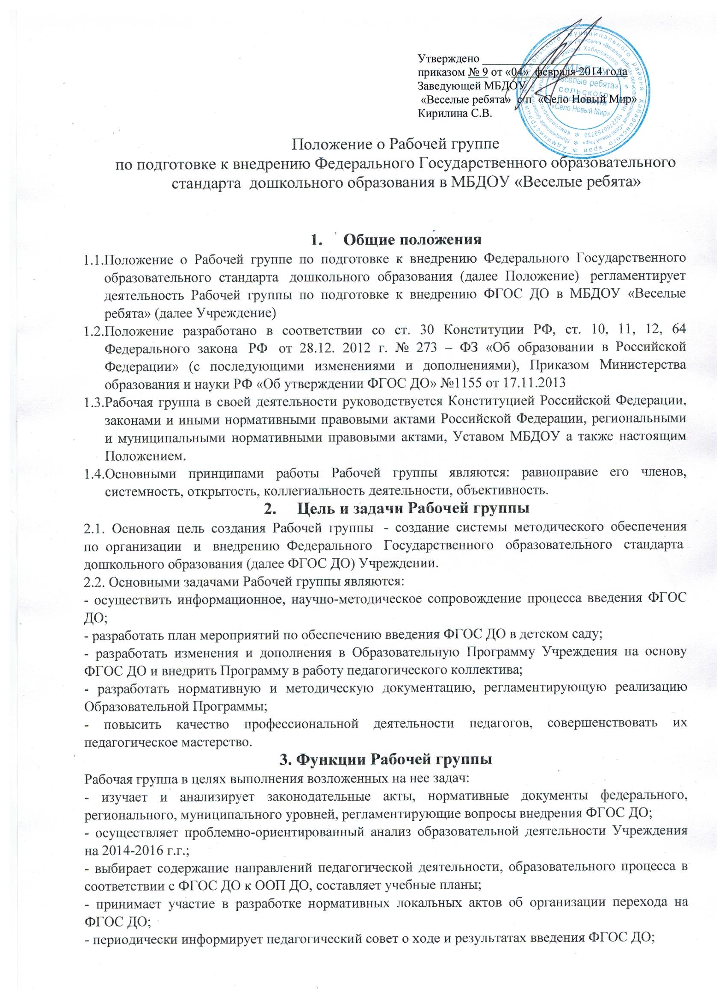 Утверждено ________________
приказом № 9 от «04» февраля 2014 года
Заведующей МБДОУ
«Веселые ребята» с/п «Село Новый Мир»
Кирилина С.В.
МБДОУ
«Веселые ребята»
сельского
поселения
«Село Новый Мир»
Положение о Рабочей группе
по подготовке к внедрению Федерального Государственного образовательного
стандарта дошкольного образования в МБДОУ «Веселые ребята»
1. Общие положения
1.1.Положение о Рабочей группе по подготовке к внедрению Федерального Государственного
образовательного стандарта дошкольного образования (далее Положение) регламентирует
деятельность Рабочей группы по подготовке к внедрению ФГОС ДО в МБДОУ «Веселые
ребята» (далее Учреждение)
1.2.Положение разработано в соответствии со ст. 30 Конституции РФ, ст. 10, 11, 12, 64
Федерального закона РФ от 28.12. 2012 г. № 273 – ФЗ «Об образовании в Российской
Федерации» (с последующими изменениями и дополнениями), Приказом Министерства
образования и науки РФ «Об утверждении ФГОС ДО» №1155 от 17.11.2013
1.3.Рабочая группа в своей деятельности руководствуется Конституцией Российской Федерации,
законами и иными нормативными правовыми актами Российской Федерации, региональными
и муниципальными нормативными правовыми актами, Уставом МБДОУ а также настоящим
Положением.
1.4.Основными принципами работы Рабочей группы являются: равноправие его членов,
системность, открытость, коллегиальность деятельности, объективность.
2. Цель и задачи Рабочей группы
2.1. Основная цель создания Рабочей группы - создание системы методического обеспечения
по организации и внедрению Федерального Государственного образовательного стандарта
дошкольного образования (далее ФГОС ДО) Учреждении.
2.2. Основными задачами Рабочей группы являются:
- осуществить информационное, научно-методическое сопровождение процесса введения ФГОС
ДО;
- разработать план мероприятий по обеспечению введения ФГОС ДО в детском саду;
- разработать изменения и дополнения в Образовательную Программу Учреждения на основу
ФГОС ДО и внедрить Программу в работу педагогического коллектива;
- разработать нормативную и методическую документацию, регламентирующую реализацию
Образовательной Программы;
- повысить качество профессиональной деятельности педагогов, совершенствовать их
педагогическое мастерство.
3. Функции Рабочей группы
Рабочая группа в целях выполнения возложенных на нее задач:
- изучает и анализирует законодательные акты, нормативные документы федерального,
регионального, муниципального уровней, регламентирующие вопросы внедрения ФГОС ДО;
- осуществляет проблемно-ориентированный анализ образовательной деятельности Учреждения
на 2014-2016 г.г.;
- выбирает содержание направлений педагогической деятельности, образовательного процесса в
соответствии с ФГОС ДО к ООП ДО, составляет учебные планы;
- принимает участие в разработке нормативных локальных актов об организации перехода на
ФГОС ДО;
- периодически информирует педагогический совет о ходе и результатах введения ФГОС ДО;